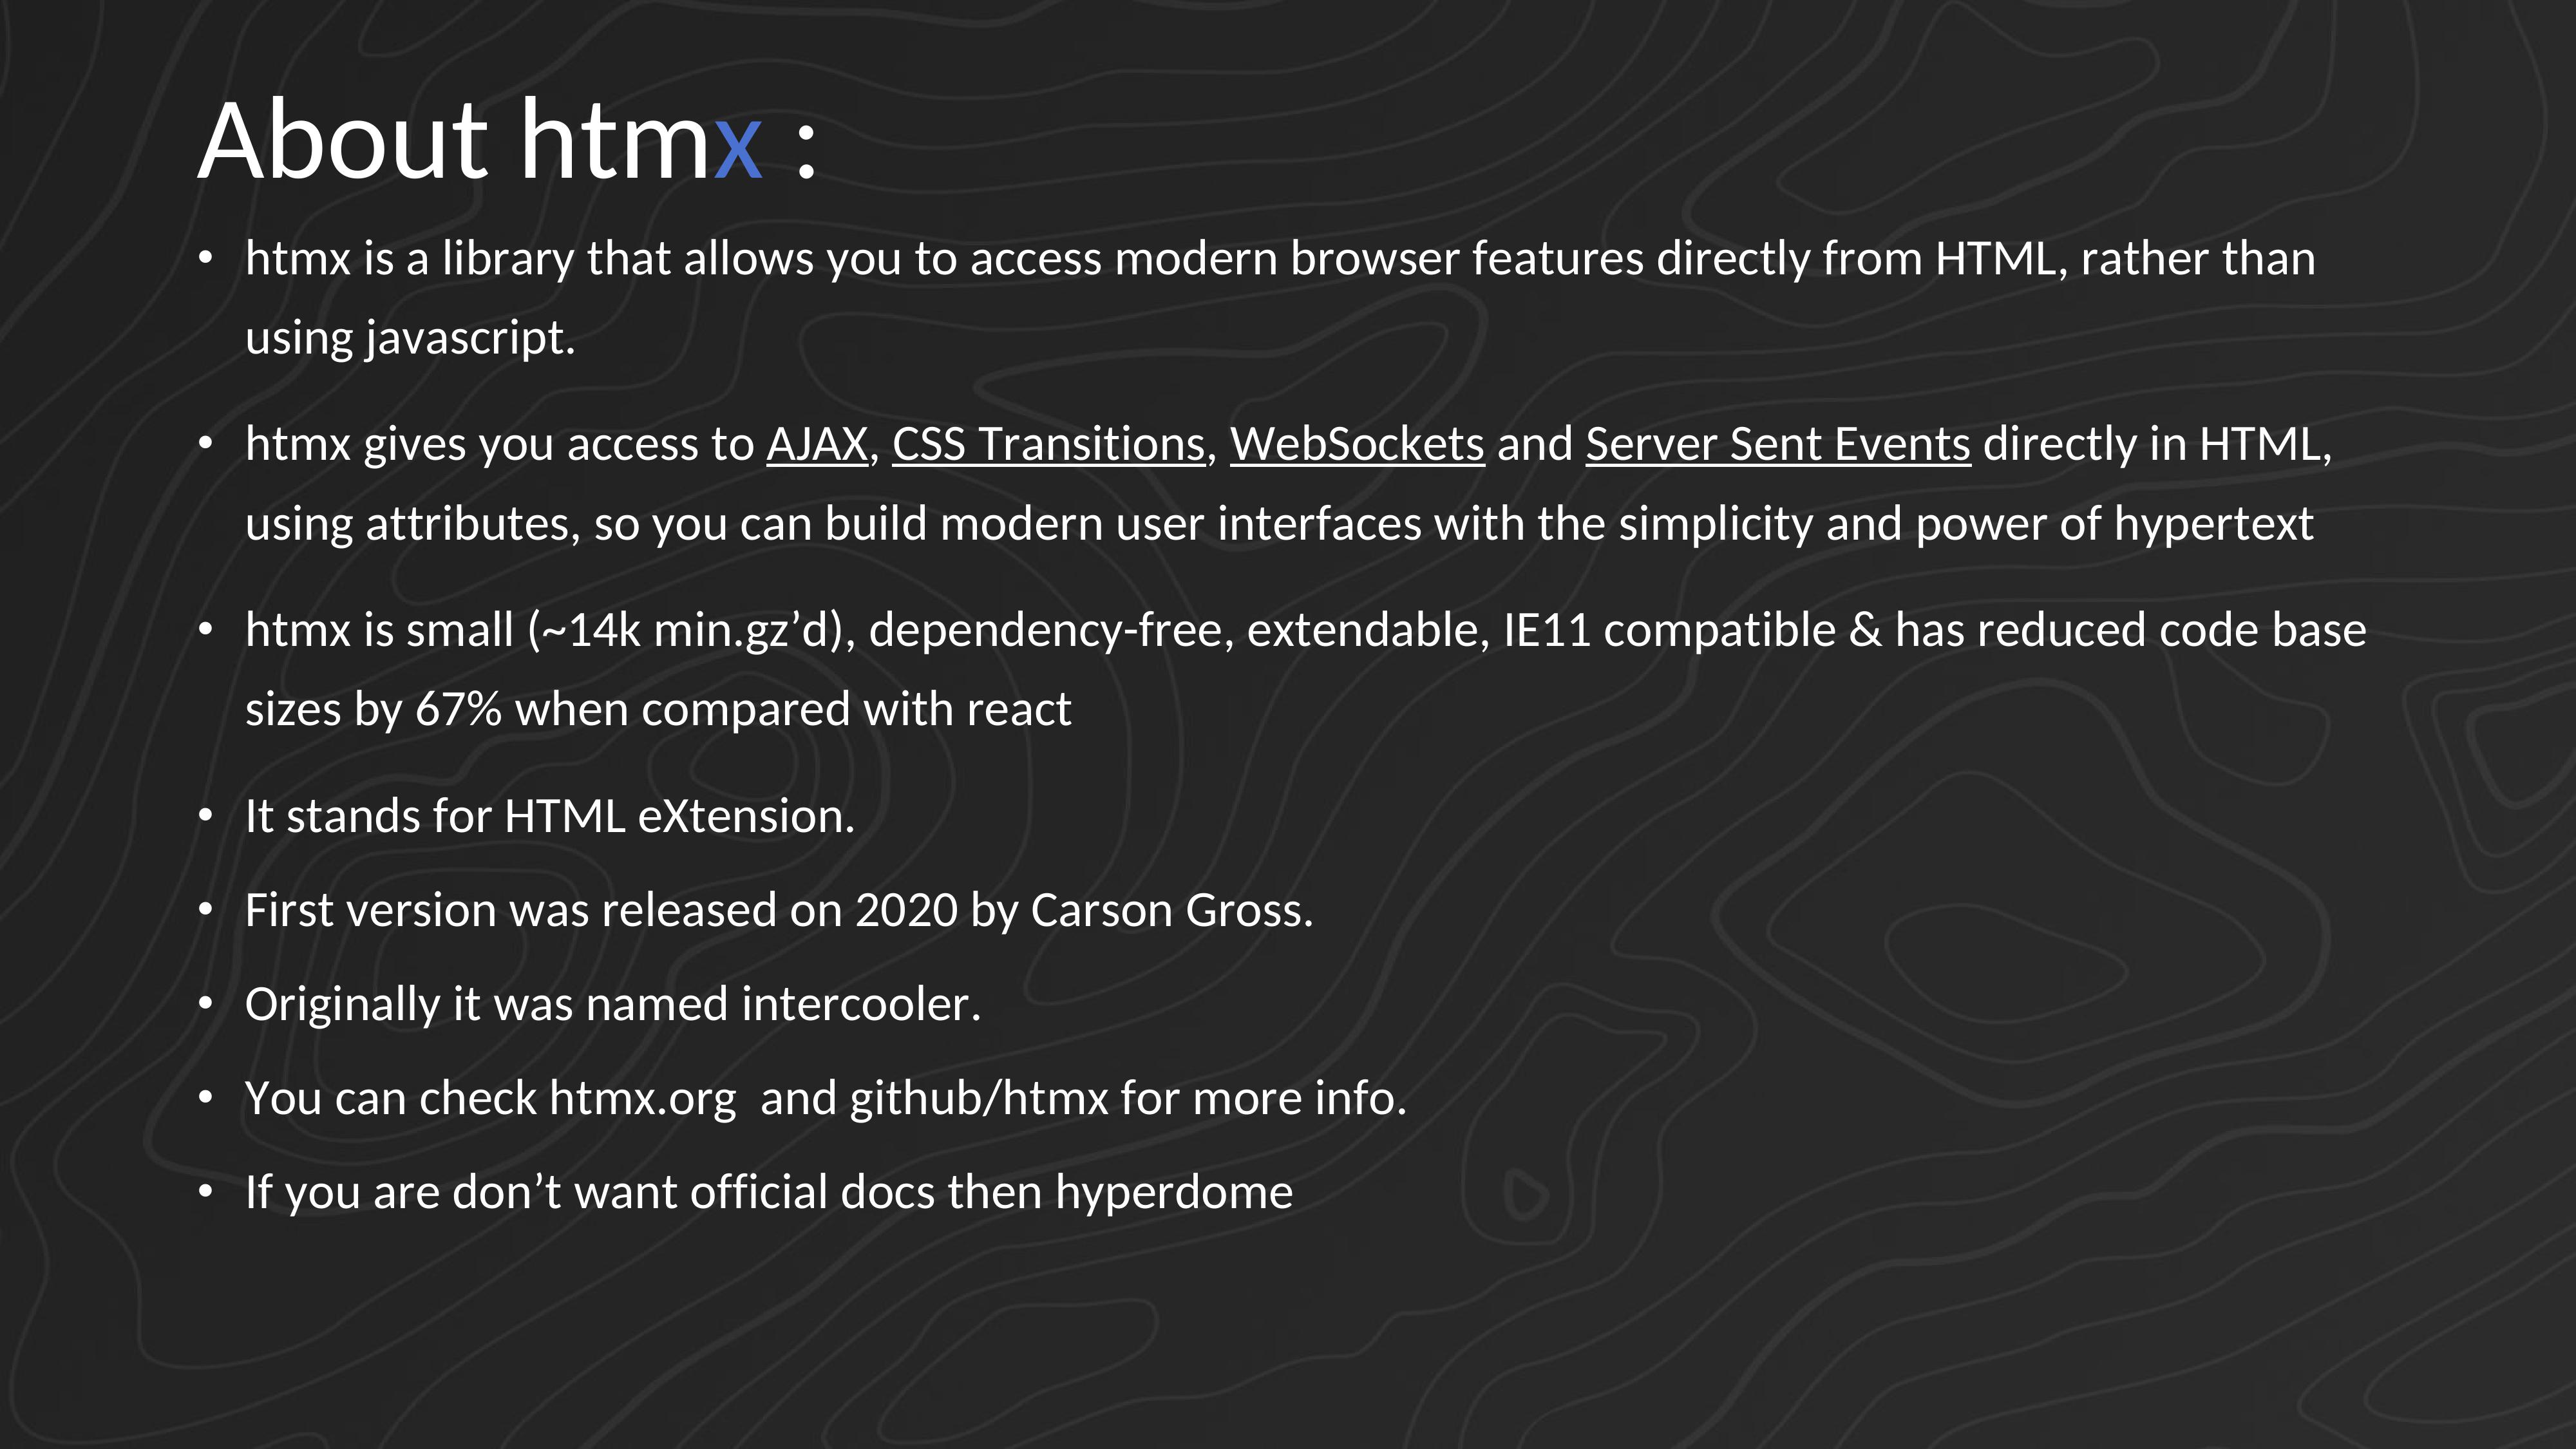 About htmx :
• htmx is a library that allows you to access modern browser features directly from HTML, rather than
using javascript.
• htmx gives you access to AJAX, CSS Transitions, WebSockets and Server Sent Events directly in HTML,
using attributes, so you can build modern user interfaces with the simplicity and power of hypertext
• htmx is small (~14k min.gz’d), dependency-free, extendable, IE11 compatible & has reduced code base
sizes by 67% when compared with react
• It stands for HTML eXtension.
• First version was released on 2020 by Carson Gross.
• Originally it was named intercooler.
• You can check htmx.org  and github/htmx for more info.
• If you are don’t want official docs then hyperdome